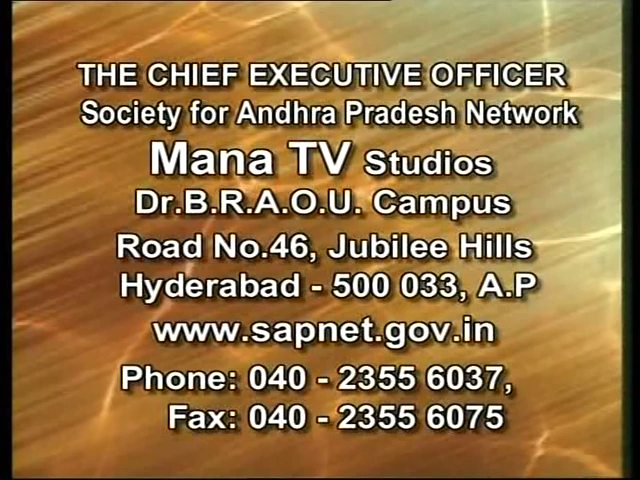 THE CHIEF EXECUTIVE OFFICER
Society for Andhra Pradesh Network
Mana TV Studios
Dr.B.R.A.O.U. Campus
Road No.46, Jubilee Hills
Hyderabad - 500 033, A.P
www.sapnet.gov.in
Phone: 040 - 2355 6037,
Fax: 040 - 2355 6075